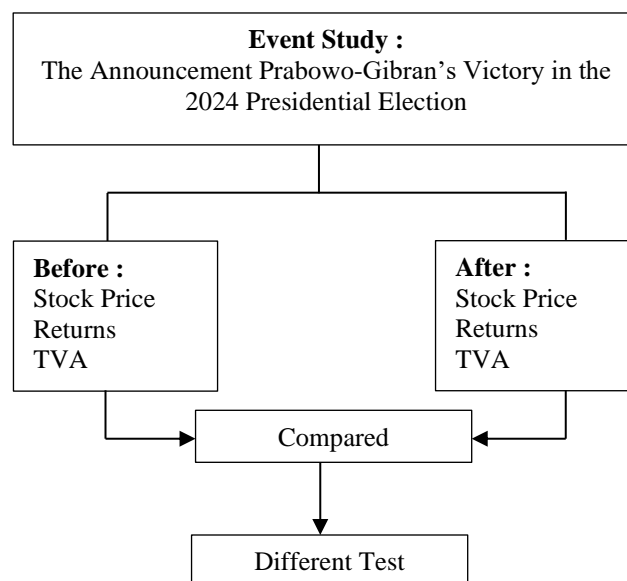 Event Study :
The Announcement Prabowo-Gibran's Victory in the
2024 Presidential Election
Before :
Stock Price
Returns
TVA
After :
Stock Price
Returns
TVA
Compared
Different Test